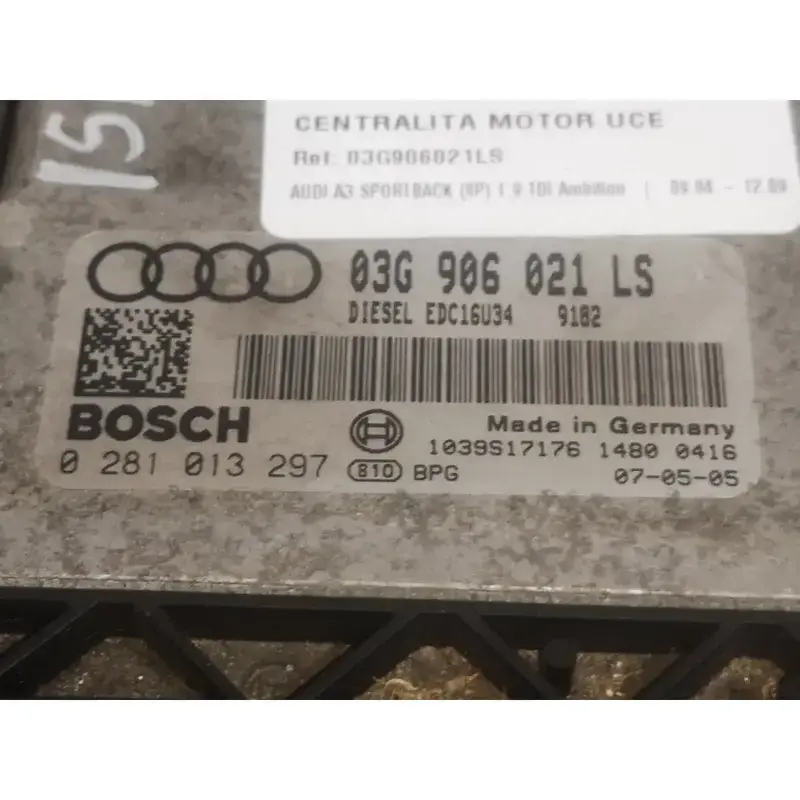 CENTRALITA MOTOR UCE
Ref. 03G906021LS
AUDI A3 SPORTBACK (8P) 1.9 TDI Ambition | 09.04 - 12.09
03G 906 021 LS
DIESEL EDC16U34 9182
BOSCH
Made in Germany
1039S17176 1480 0416
0 281 013 297
B10 BPG
07-05-05